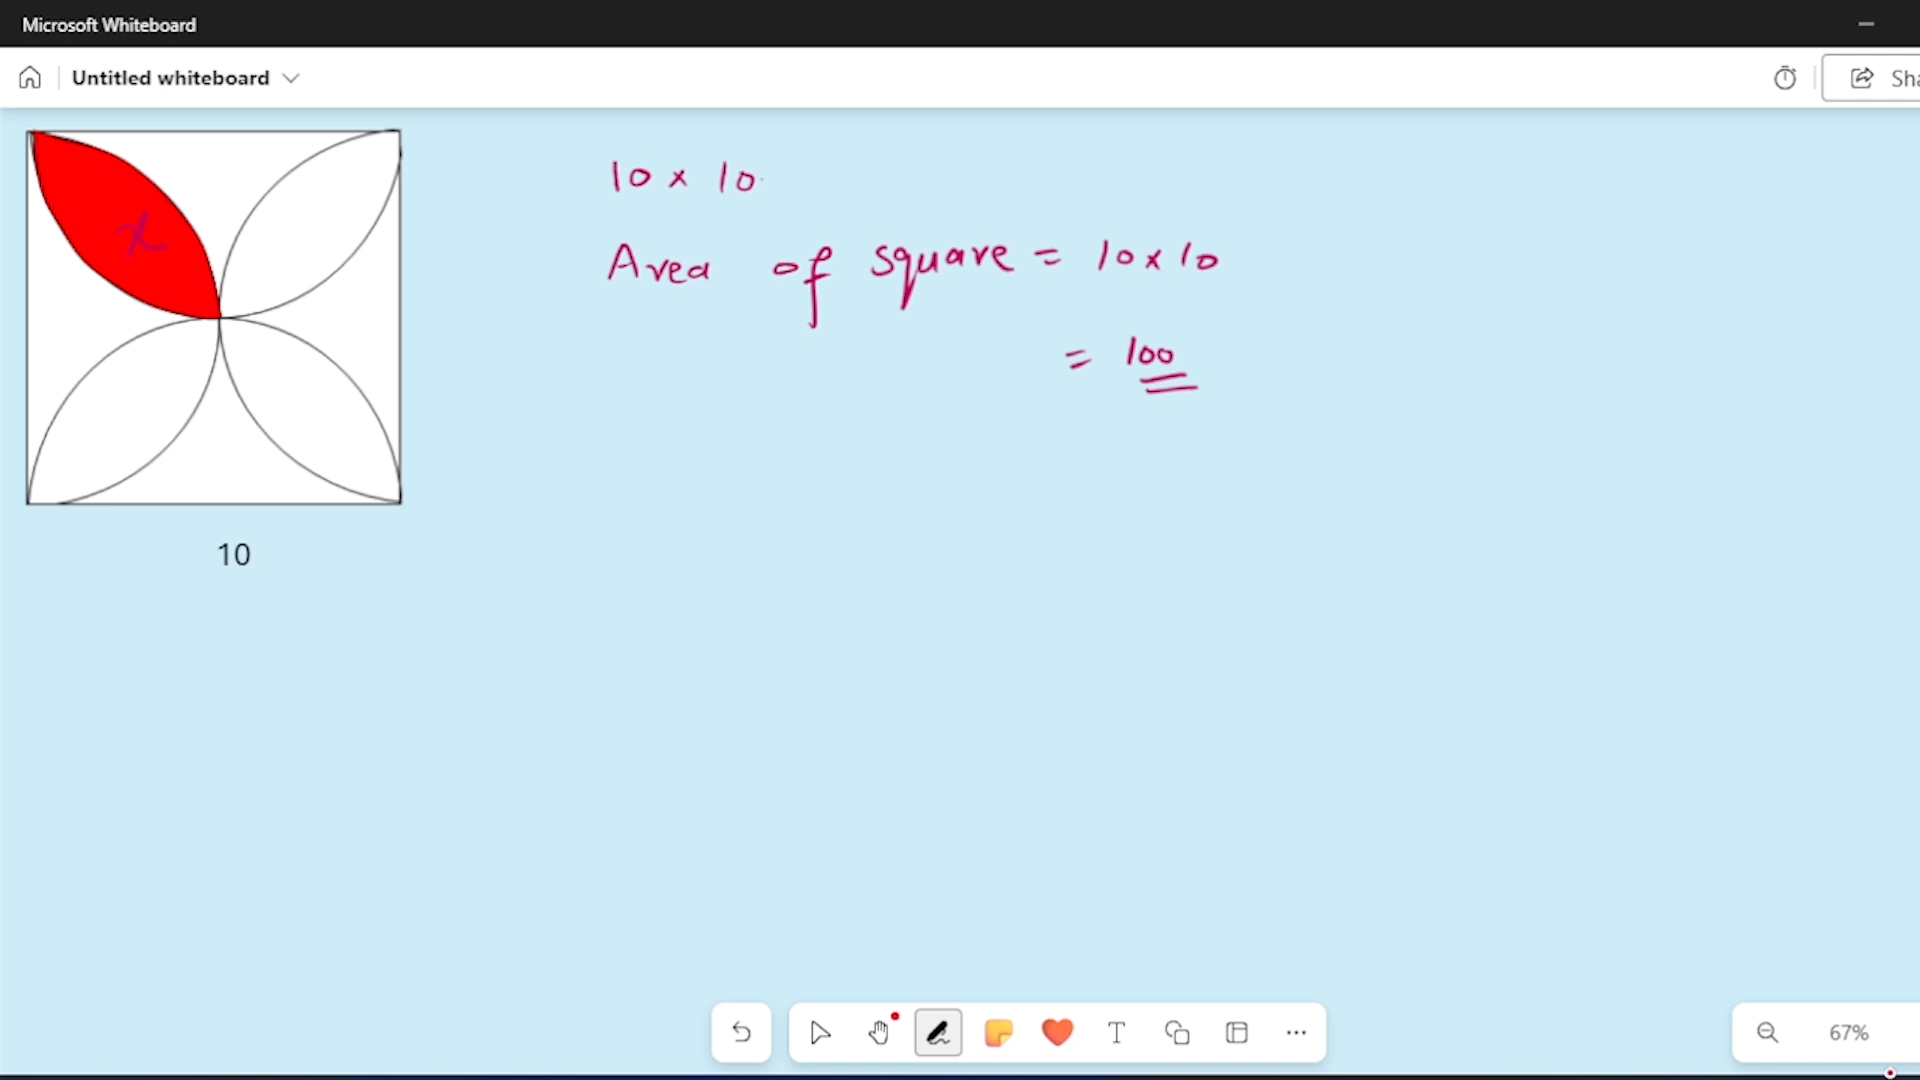 Microsoft Whiteboard
Untitled whiteboard
Sha
x
10
10 × 10
Area of square = 10 × 10
= 100
T
67%